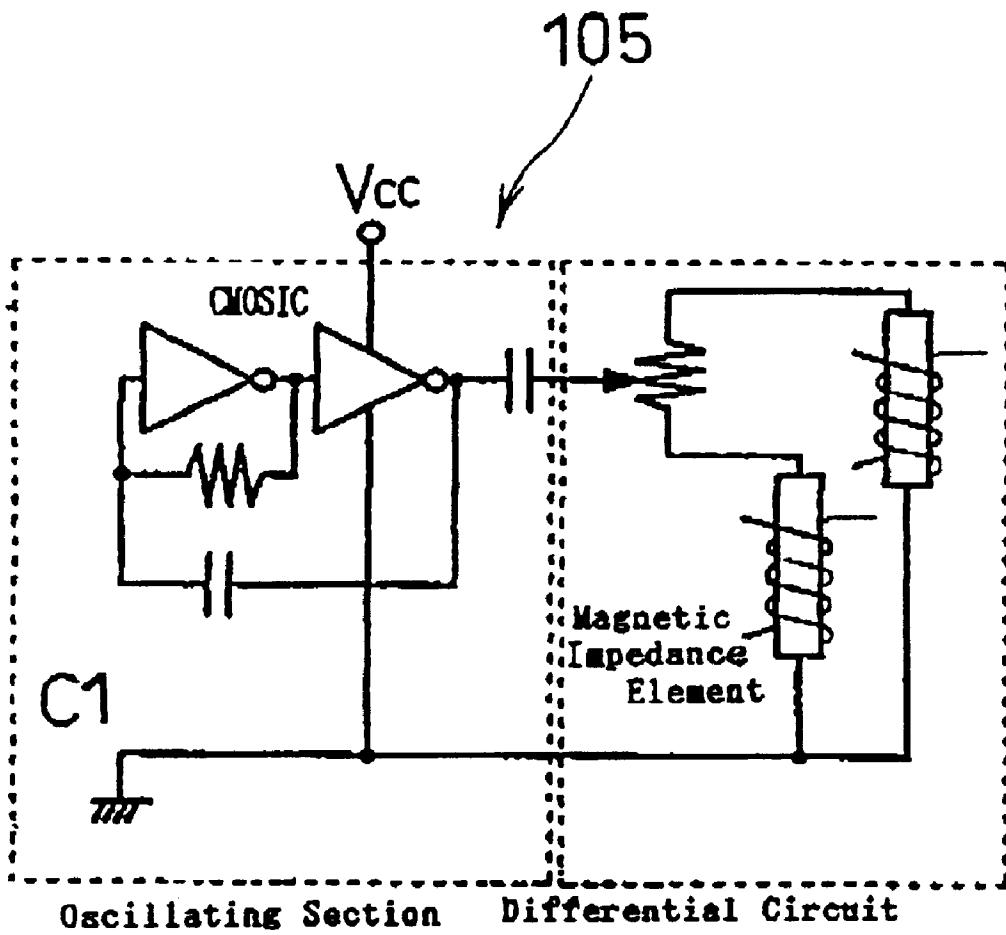 105
Vcc
CMOSIC
Magnetic
Impedance
Element
C1
Oscillating Section
Differential Circuit